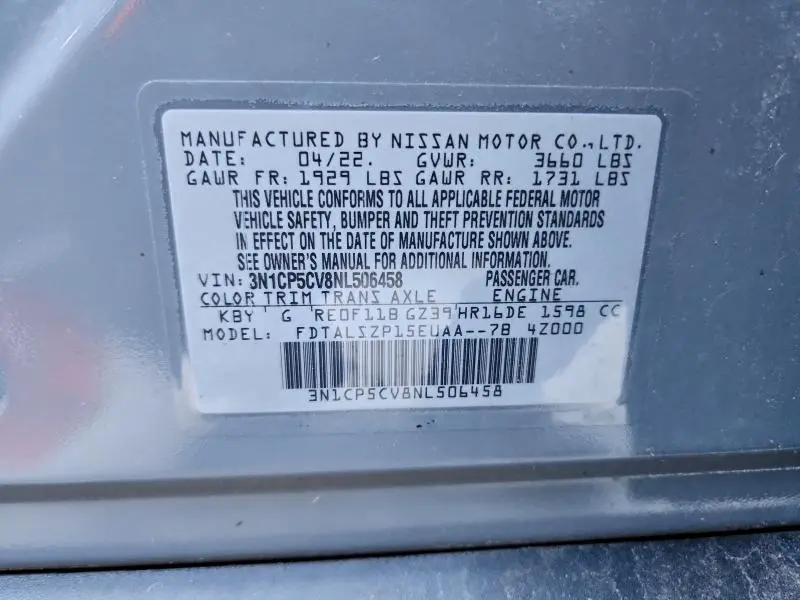 MANUFACTURED BY NISSAN MOTOR CO.,LTD.
DATE: 04/22. GVWR: 3660 LBS
GAWR FR: 1929 LBS GAWR RR: 1731 LBS
THIS VEHICLE CONFORMS TO ALL APPLICABLE FEDERAL MOTOR
VEHICLE SAFETY, BUMPER AND THEFT PREVENTION STANDARDS
IN EFFECT ON THE DATE OF MANUFACTURE SHOWN ABOVE.
SEE OWNER'S MANUAL FOR ADDITIONAL INFORMATION.
VIN: 3N1CP5CV8NL506458 PASSENGER CAR.
COLOR TRIM TRANS AXLE ENGINE
KBY G RE0F11B GZ39 HR16DE 1598 CC
MODEL: FDTALSZP15EUAA--7B 4Z000
3N1CP5CV8NL506458